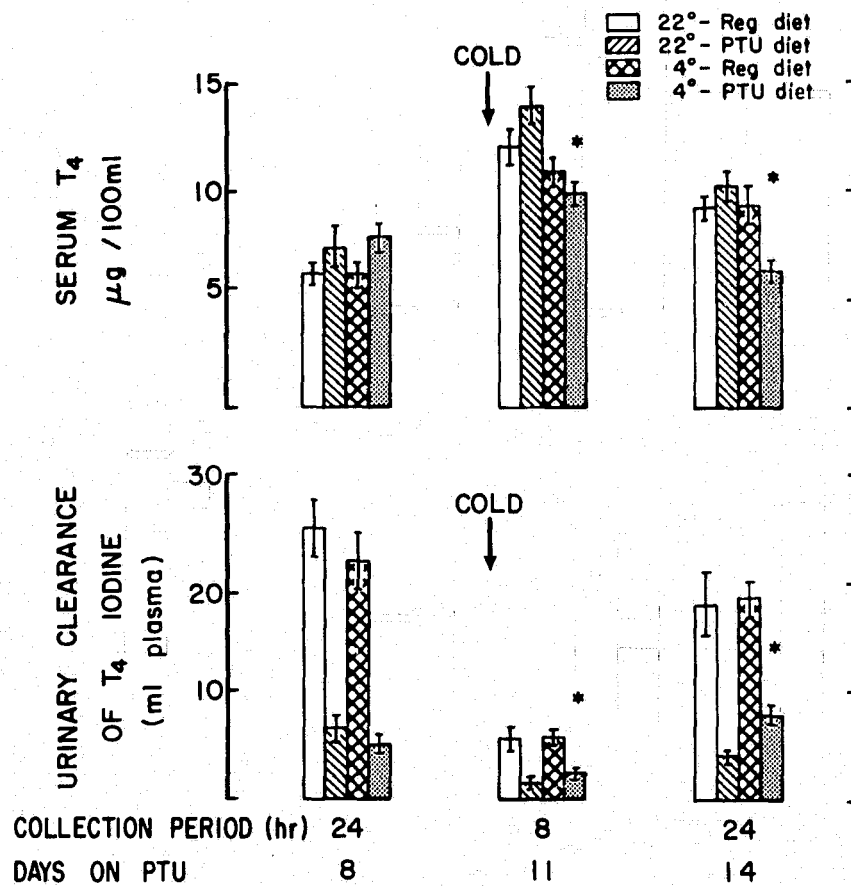 22°- Reg diet
22°- PTU diet
4°- Reg diet
4°- PTU diet
COLD
15
10
5
SERUM T₄
µg /100ml
*
*
COLD
30
20
10
URINARY CLEARANCE
OF T₄ IODINE
(ml plasma)
*
*
COLLECTION PERIOD (hr) 24 8 24
DAYS ON PTU 8 11 14